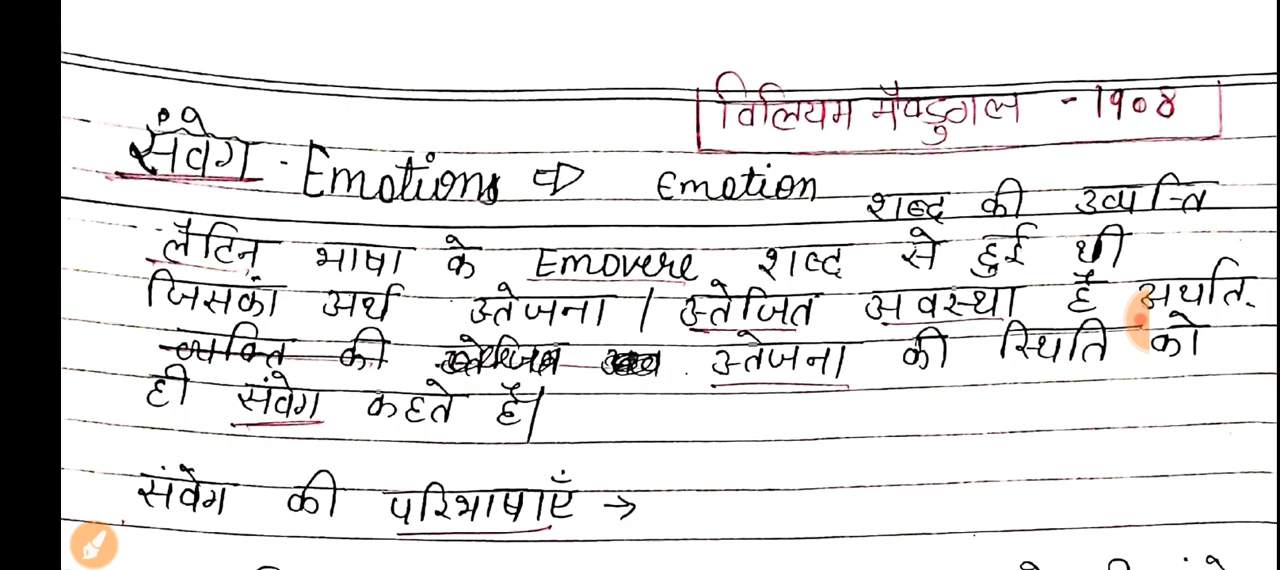 विलियम मैक्डुगल - 1908
संवेग - Emotions ⇨ Emotion शब्द की उत्पत्ति
लैटिन भाषा के Emovere शब्द से हुई थी
जिसका अर्थ उत्तेजना / उत्तेजित अवस्था है अर्थात
व्यक्ति की उत्तेजना की स्थिति को
ही संवेग कहते हैं।
संवेग की परिभाषाएँ →